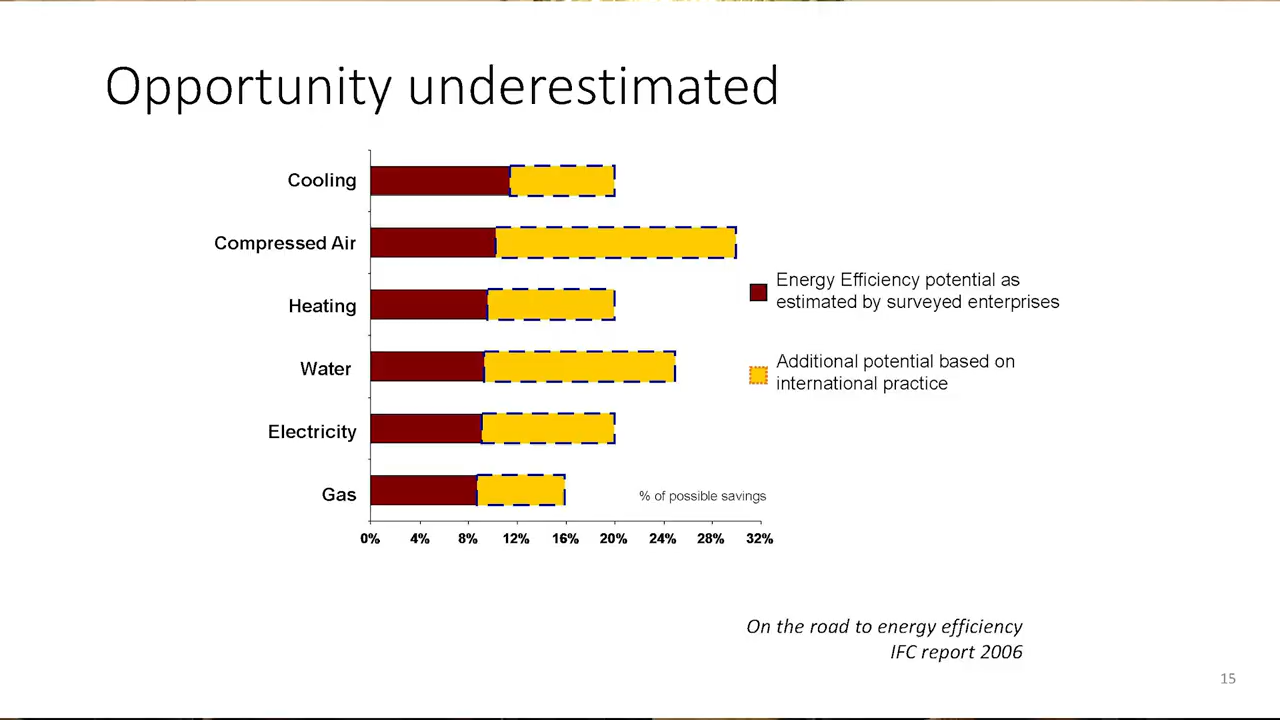 Opportunity underestimated
Cooling
Compressed Air
Heating
Water
Electricity
Gas
Energy Efficiency potential as
estimated by surveyed enterprises
Additional potential based on
international practice
% of possible savings
0% 4% 8% 12% 16% 20% 24% 28% 32%
On the road to energy efficiency
IFC report 2006
15